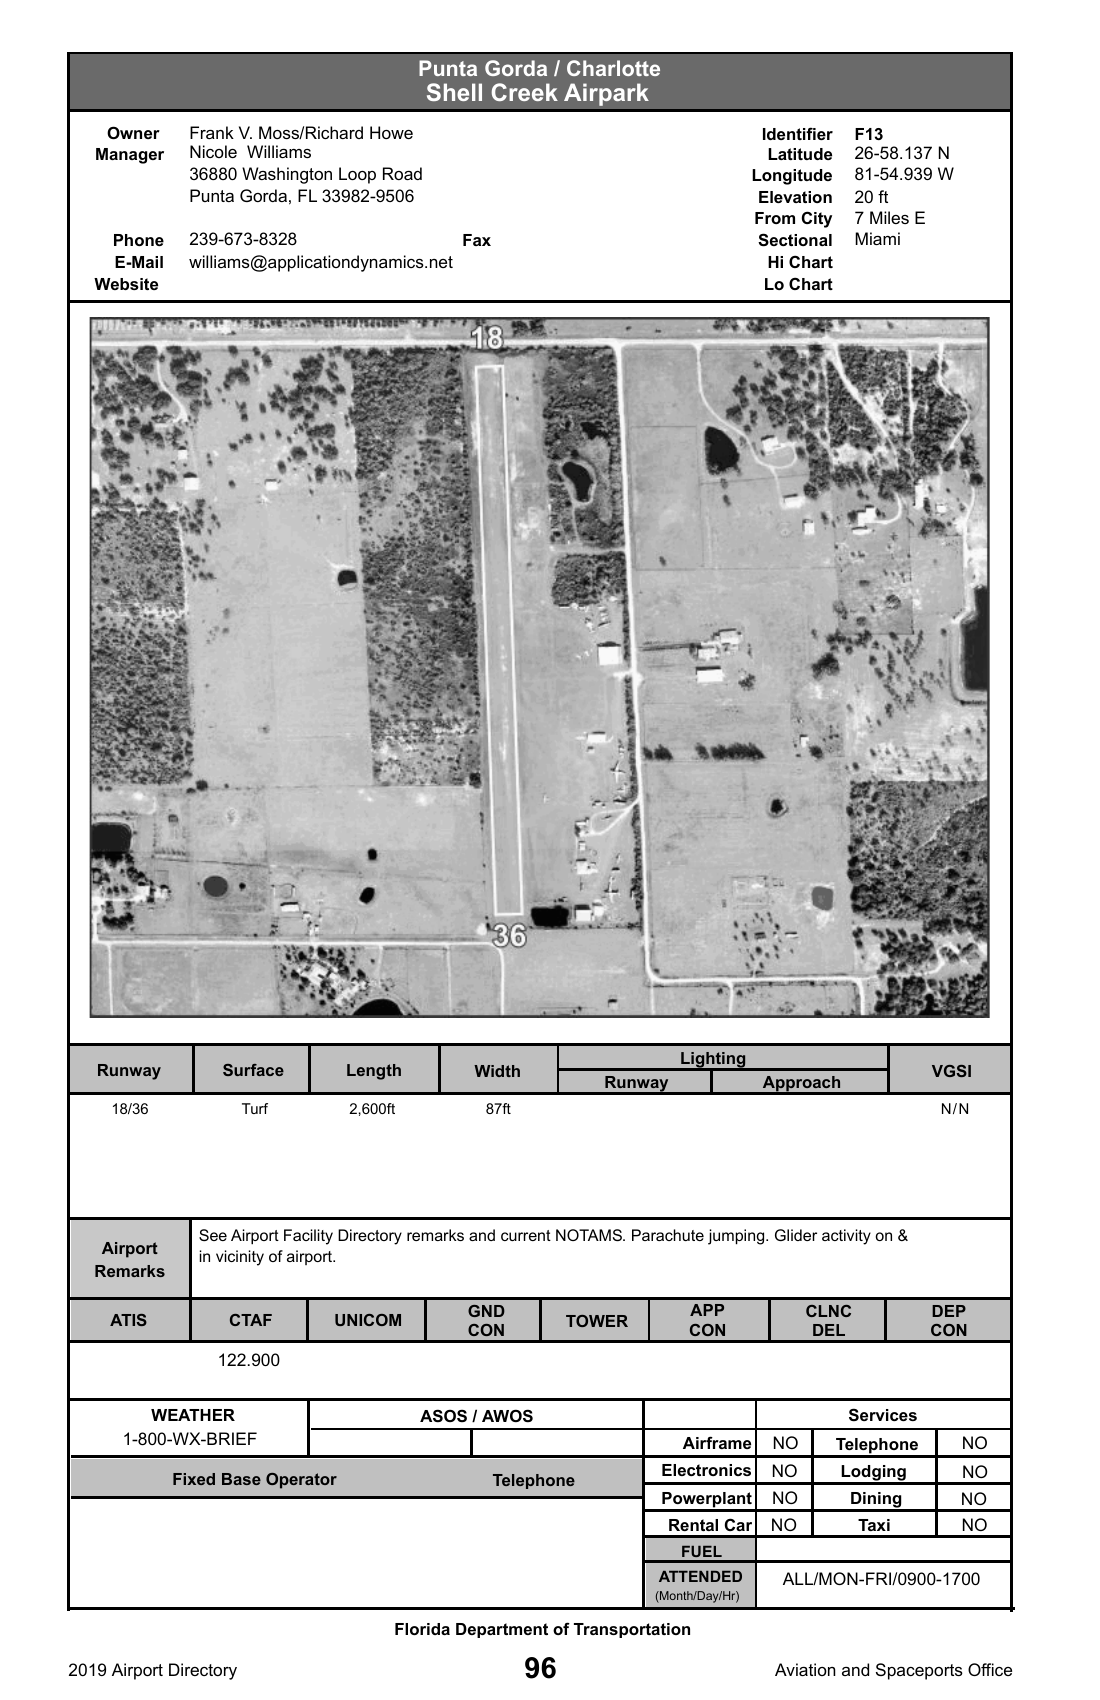 Punta Gorda / Charlotte
Shell Creek Airpark
Owner Frank V. Moss/Richard Howe
Manager Nicole Williams
36880 Washington Loop Road
Punta Gorda, FL 33982-9506
Phone 239-673-8328 Fax
E-Mail williams@applicationdynamics.net
Website
Identifier F13
Latitude 26-58.137 N
Longitude 81-54.939 W
Elevation 20 ft
From City 7 Miles E
Sectional Miami
Hi Chart
Lo Chart
18
36
Runway Surface Length Width Lighting VGSI
Runway Approach
18/36 Turf 2,600ft 87ft N/N
Airport Remarks
See Airport Facility Directory remarks and current NOTAMS. Parachute jumping. Glider activity on &
in vicinity of airport.
ATIS CTAF UNICOM GND CON TOWER APP CON CLNC DEL DEP CON
122.900
WEATHER
1-800-WX-BRIEF
ASOS / AWOS
Fixed Base Operator Telephone
Services
Airframe NO Telephone NO
Electronics NO Lodging NO
Powerplant NO Dining NO
Rental Car NO Taxi NO
FUEL
ATTENDED ALL/MON-FRI/0900-1700
(Month/Day/Hr)
Florida Department of Transportation
2019 Airport Directory 96 Aviation and Spaceports Office